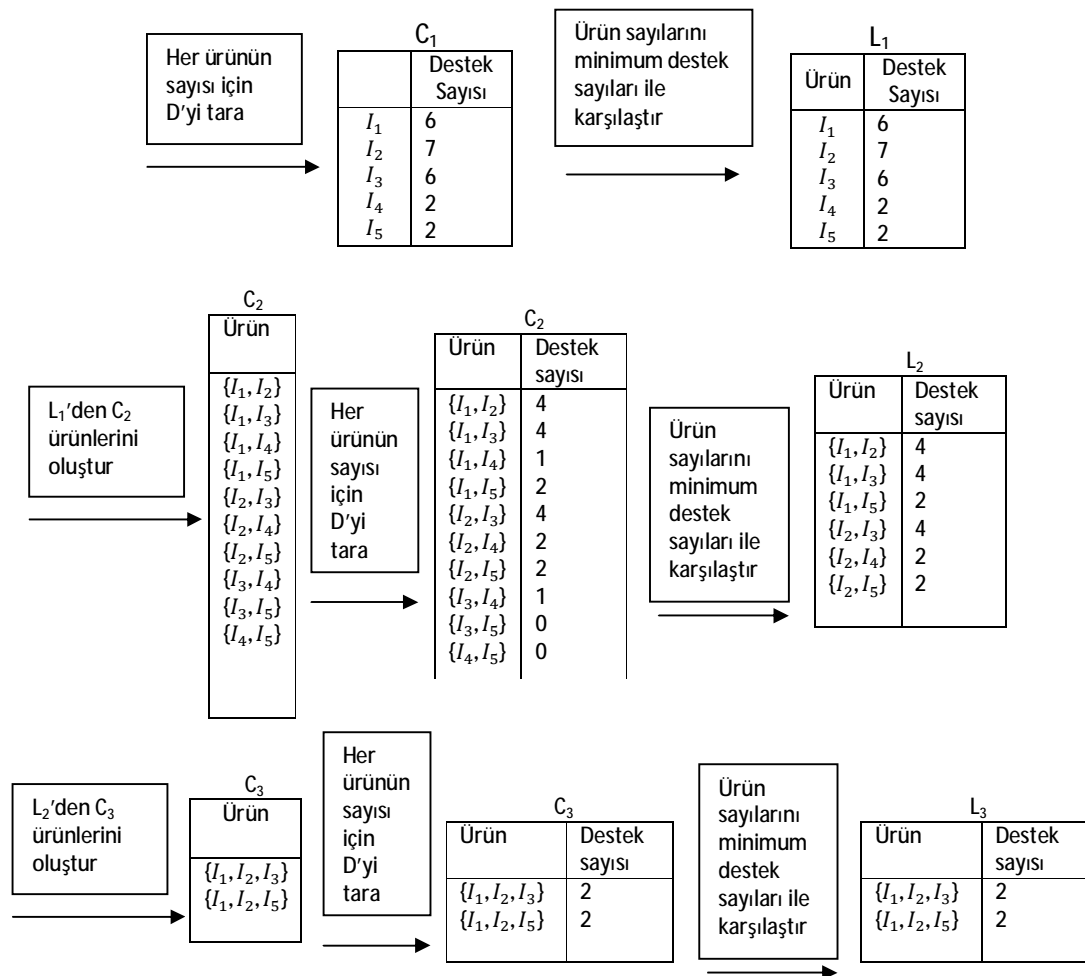 Her ürünün
sayısı için
D'yi tara
C₁
Destek
Sayısı
I₁ 6
I₂ 7
I₃ 6
I₄ 2
I₅ 2
Ürün sayılarını
minimum destek
sayıları ile
karşılaştır
L₁
Ürün Destek
Sayısı
I₁ 6
I₂ 7
I₃ 6
I₄ 2
I₅ 2
L₁'den C₂
ürünlerini
oluştur
C₂
Ürün
{I₁, I₂}
{I₁, I₃}
{I₁, I₄}
{I₁, I₅}
{I₂, I₃}
{I₂, I₄}
{I₂, I₅}
{I₃, I₄}
{I₃, I₅}
{I₄, I₅}
Her
ürünün
sayısı
için
D'yi
tara
C₂
Ürün Destek
sayısı
{I₁, I₂} 4
{I₁, I₃} 4
{I₁, I₄} 1
{I₁, I₅} 2
{I₂, I₃} 4
{I₂, I₄} 2
{I₂, I₅} 2
{I₃, I₄} 1
{I₃, I₅} 0
{I₄, I₅} 0
Ürün
sayılarını
minimum
destek
sayıları ile
karşılaştır
L₂
Ürün Destek
sayısı
{I₁, I₂} 4
{I₁, I₃} 4
{I₁, I₅} 2
{I₂, I₃} 4
{I₂, I₄} 2
{I₂, I₅} 2
L₂'den C₃
ürünlerini
oluştur
C₃
Ürün
{I₁, I₂, I₃}
{I₁, I₂, I₅}
Her
ürünün
sayısı
için
D'yi
tara
C₃
Ürün Destek
sayısı
{I₁, I₂, I₃} 2
{I₁, I₂, I₅} 2
Ürün
sayılarını
minimum
destek
sayıları ile
karşılaştır
L₃
Ürün Destek
sayısı
{I₁, I₂, I₃} 2
{I₁, I₂, I₅} 2